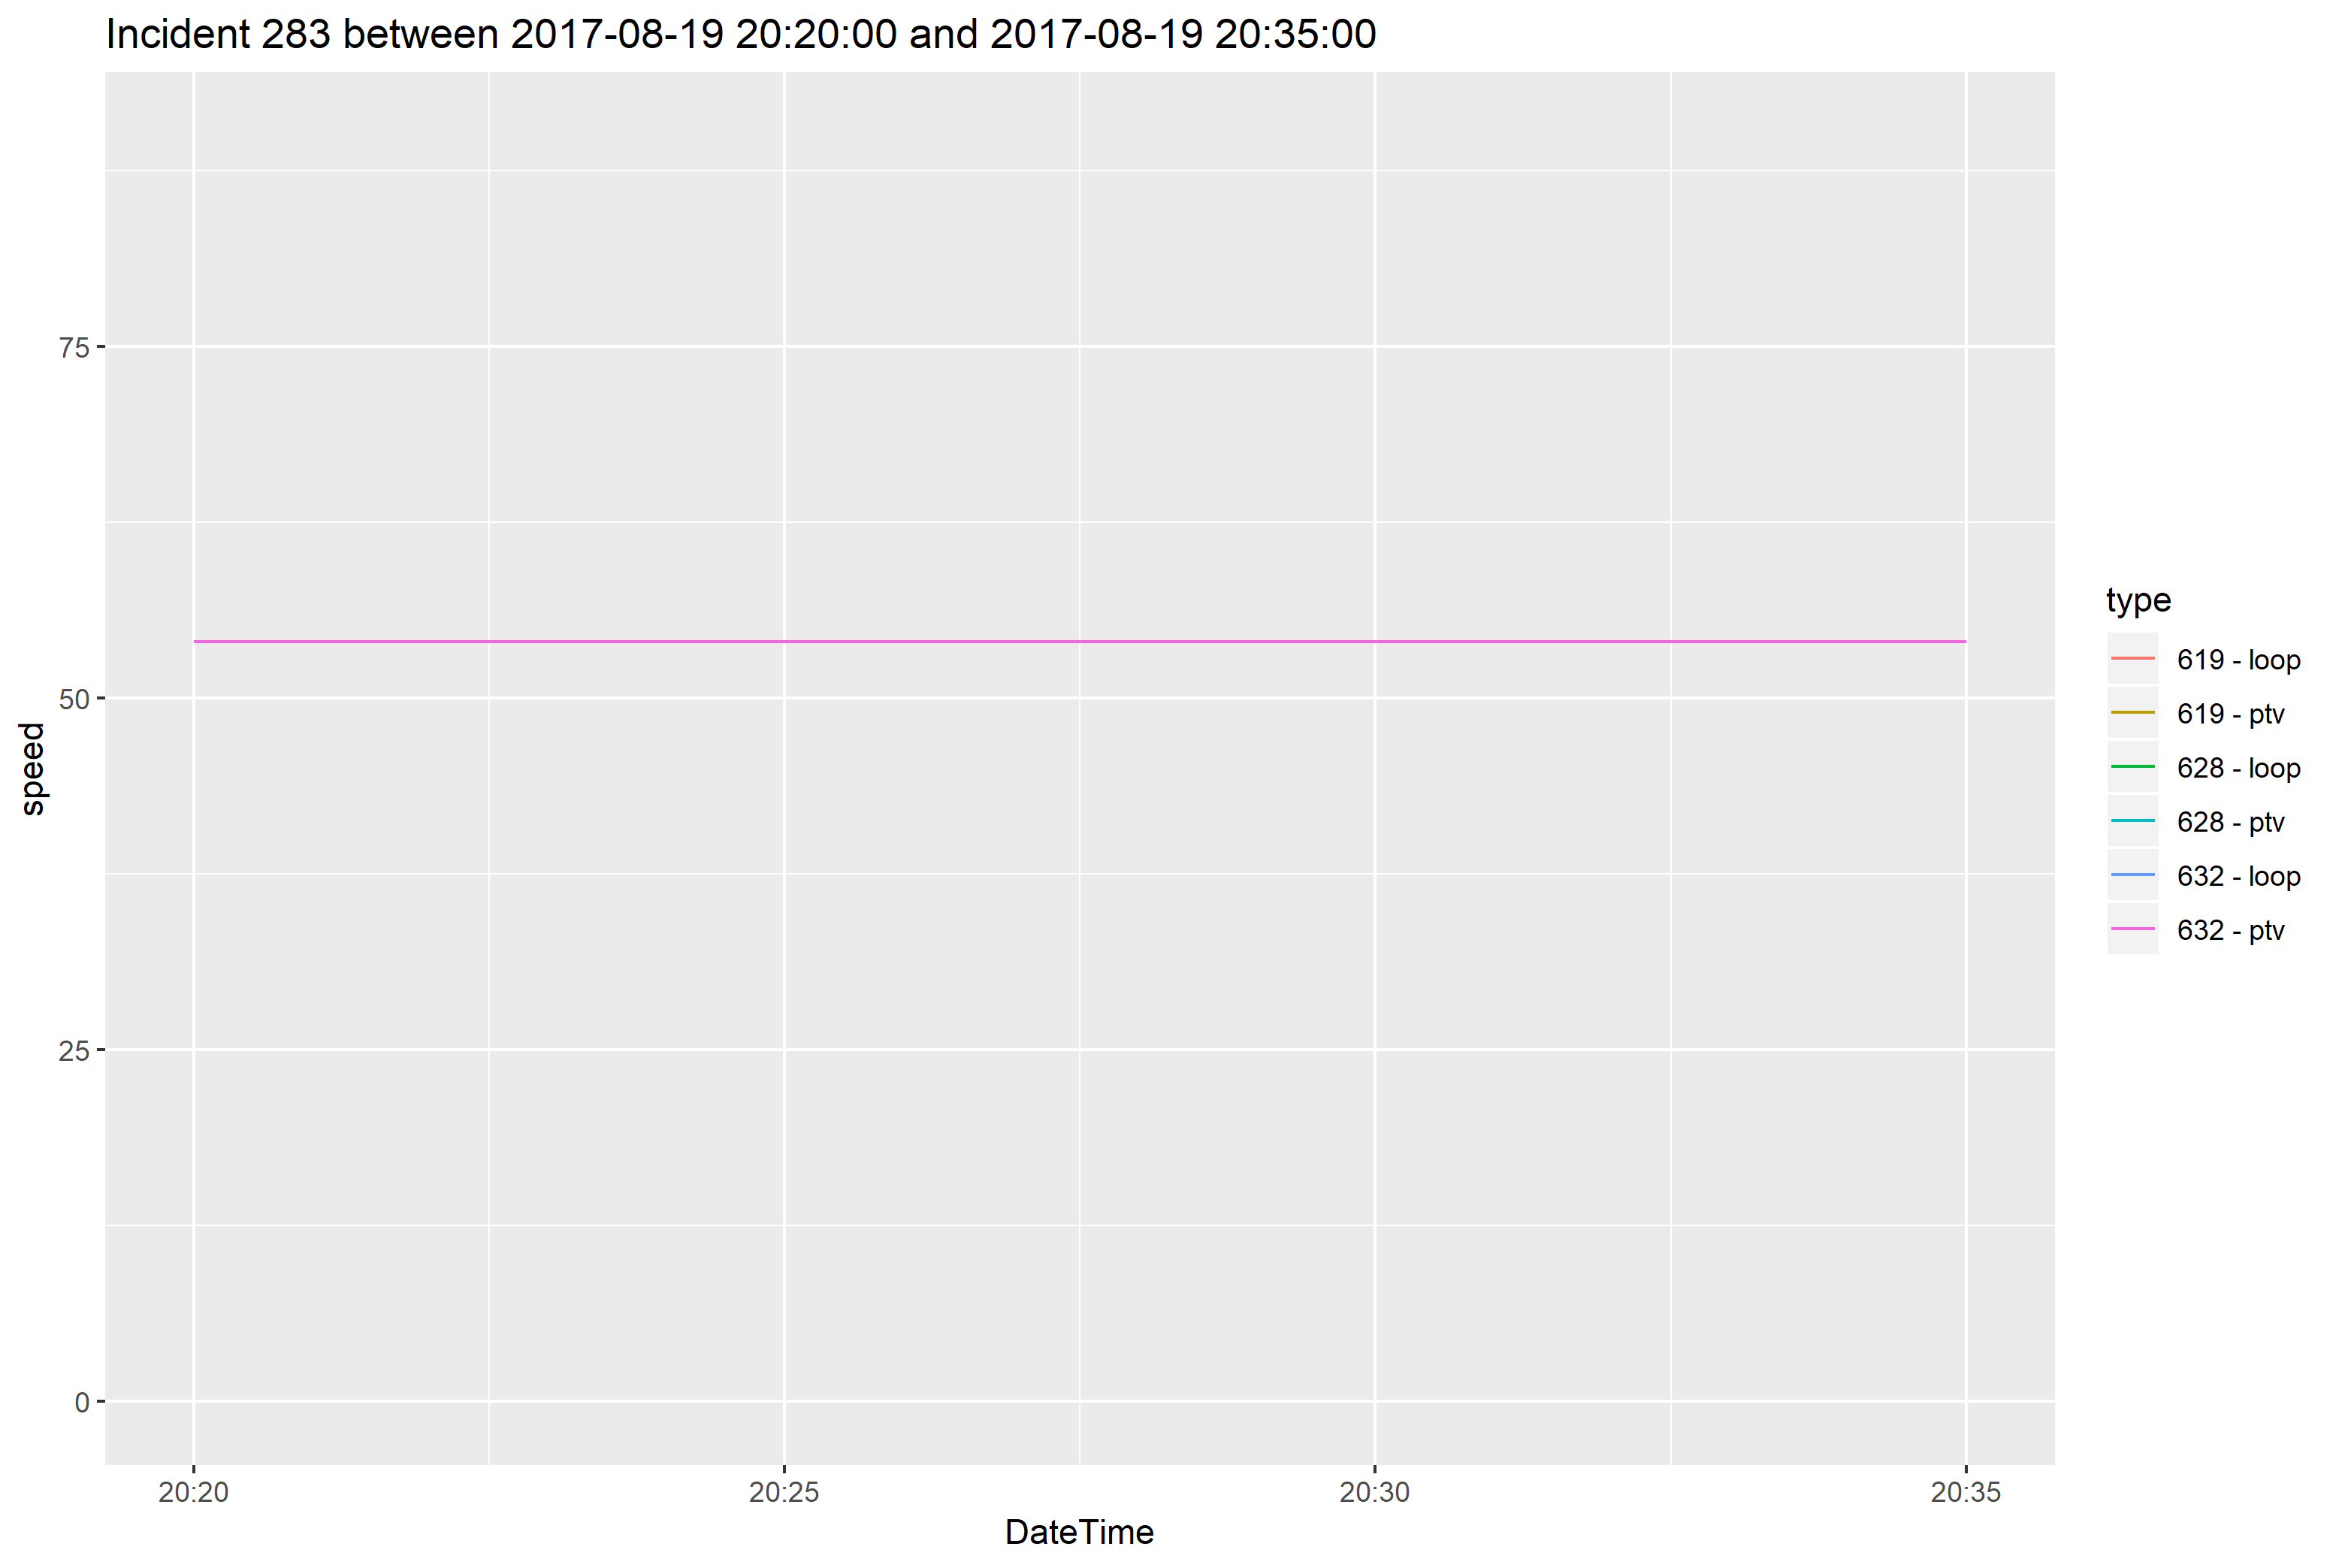 Incident 283 between 2017-08-19 20:20:00 and 2017-08-19 20:35:00
75
50
25
0
speed
20:20
20:25
20:30
20:35
DateTime
type
619 - loop
619 - ptv
628 - loop
628 - ptv
632 - loop
632 - ptv